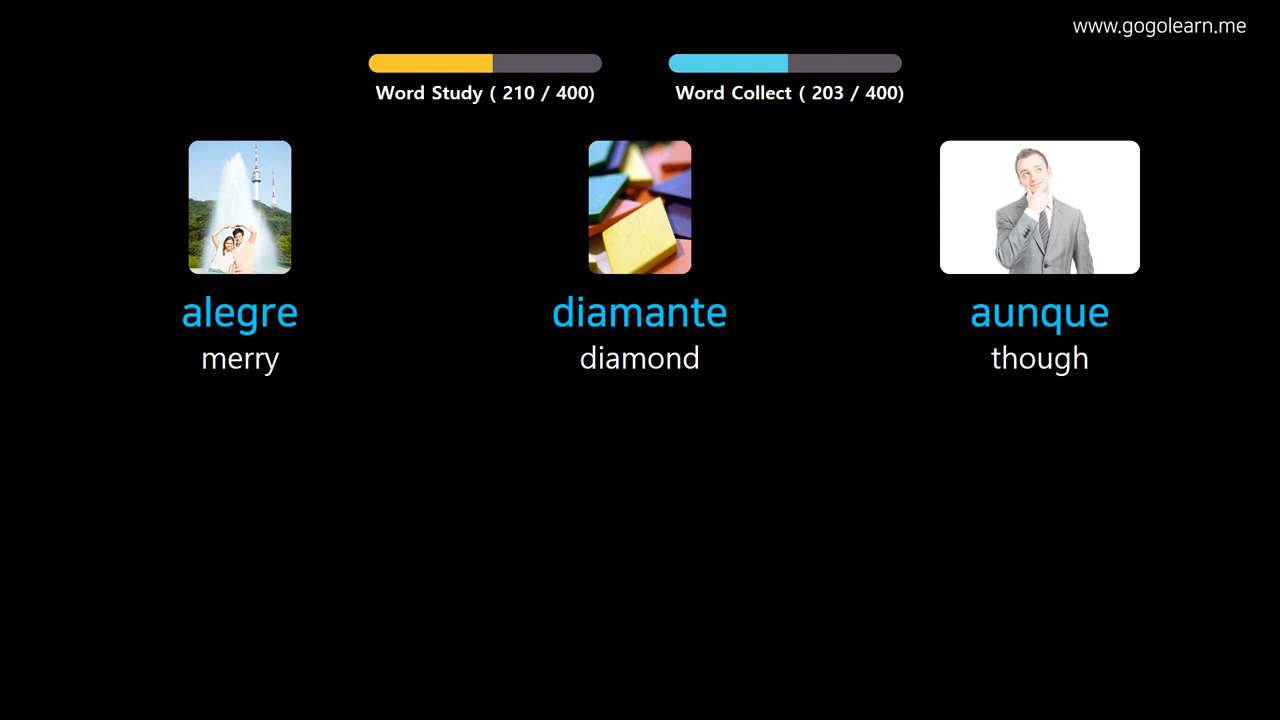 www.gogolearn.me
Word Study ( 210 / 400)
Word Collect ( 203 / 400)
alegre
merry
diamante
diamond
aunque
though